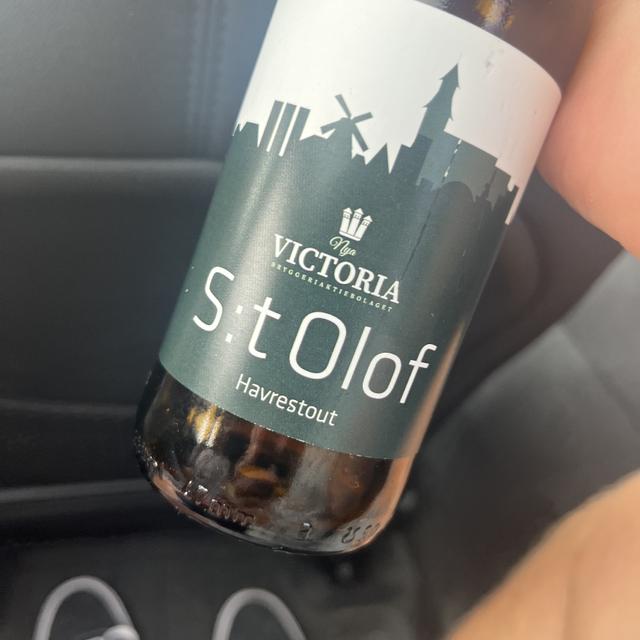 Nya
VICTORIA
BRYGGERIAKTIEBOLAGET
S:t Olof
Havrestout